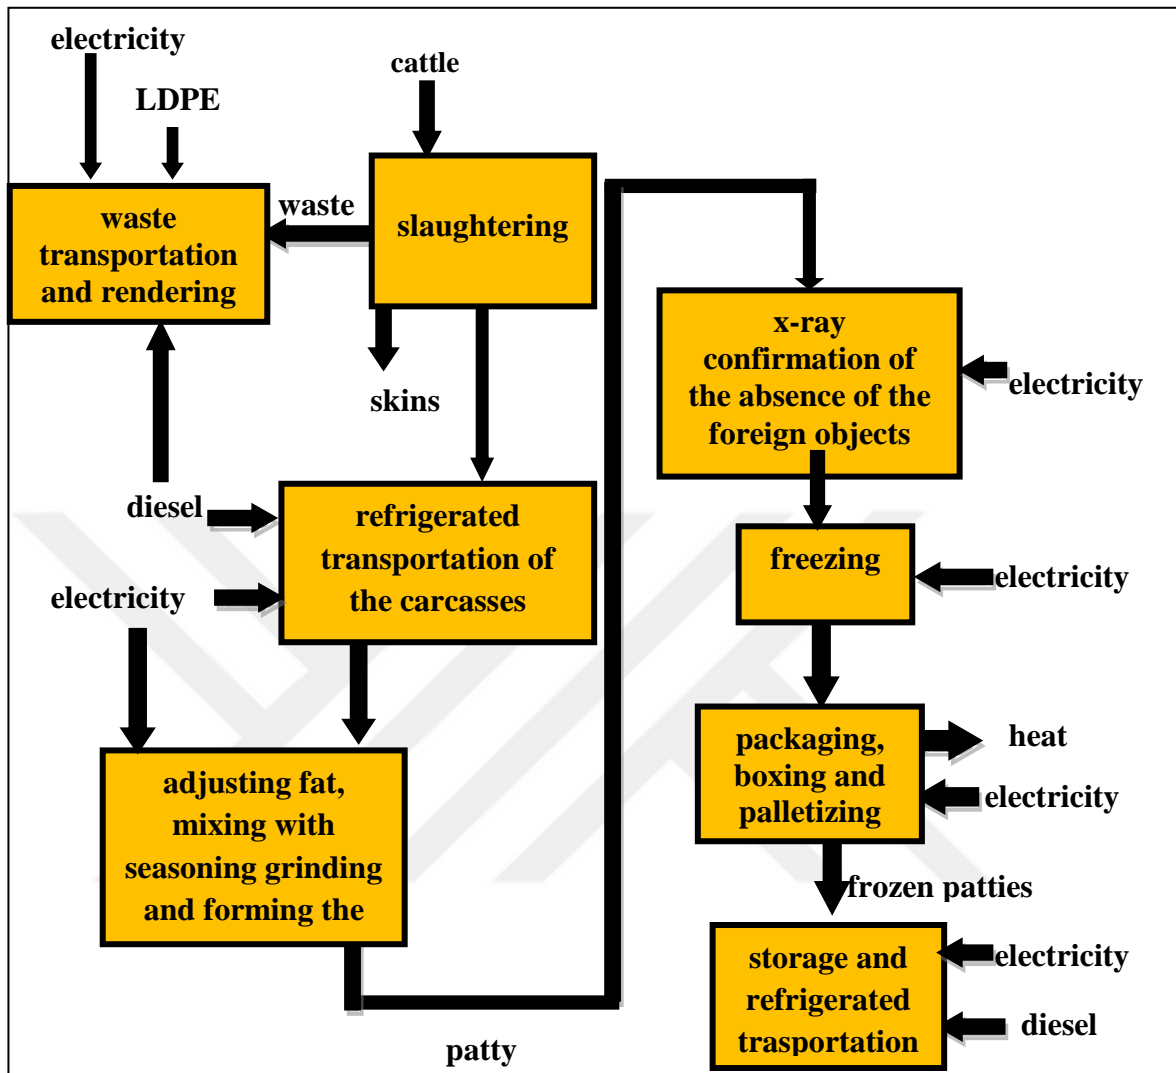 electricity
LDPE
cattle
waste
transportation
and rendering
waste
slaughtering
skins
diesel
refrigerated
transportation of
the carcasses
electricity
adjusting fat,
mixing with
seasoning grinding
and forming the
patty
x-ray
confirmation of
the absence of the
foreign objects
electricity
freezing
electricity
packaging,
boxing and
palletizing
heat
electricity
frozen patties
storage and
refrigerated
trasportation
electricity
diesel